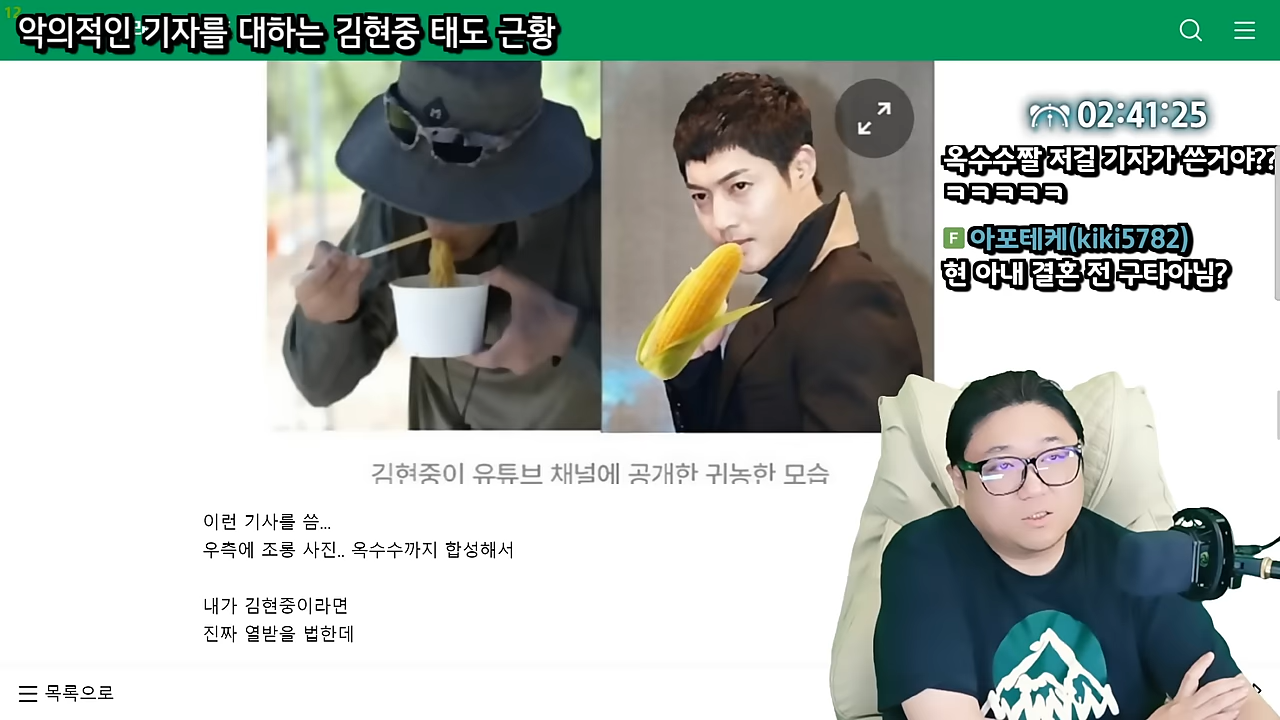 12
악의적인 기자를 대하는 김현중 태도 근황
02:41:25
옥수수짤 저걸 기자가 쓴거야??
ㅋㅋㅋㅋㅋ
F 아포테케(kiki5782)
현 아내 결혼 전 구타아님?
김현중이 유튜브 채널에 공개한 귀농한 모습
이런 기사를 씀...
우측에 조롱 사진.. 옥수수까지 합성해서
내가 김현중이라면
진짜 열받을 법한데
목록으로